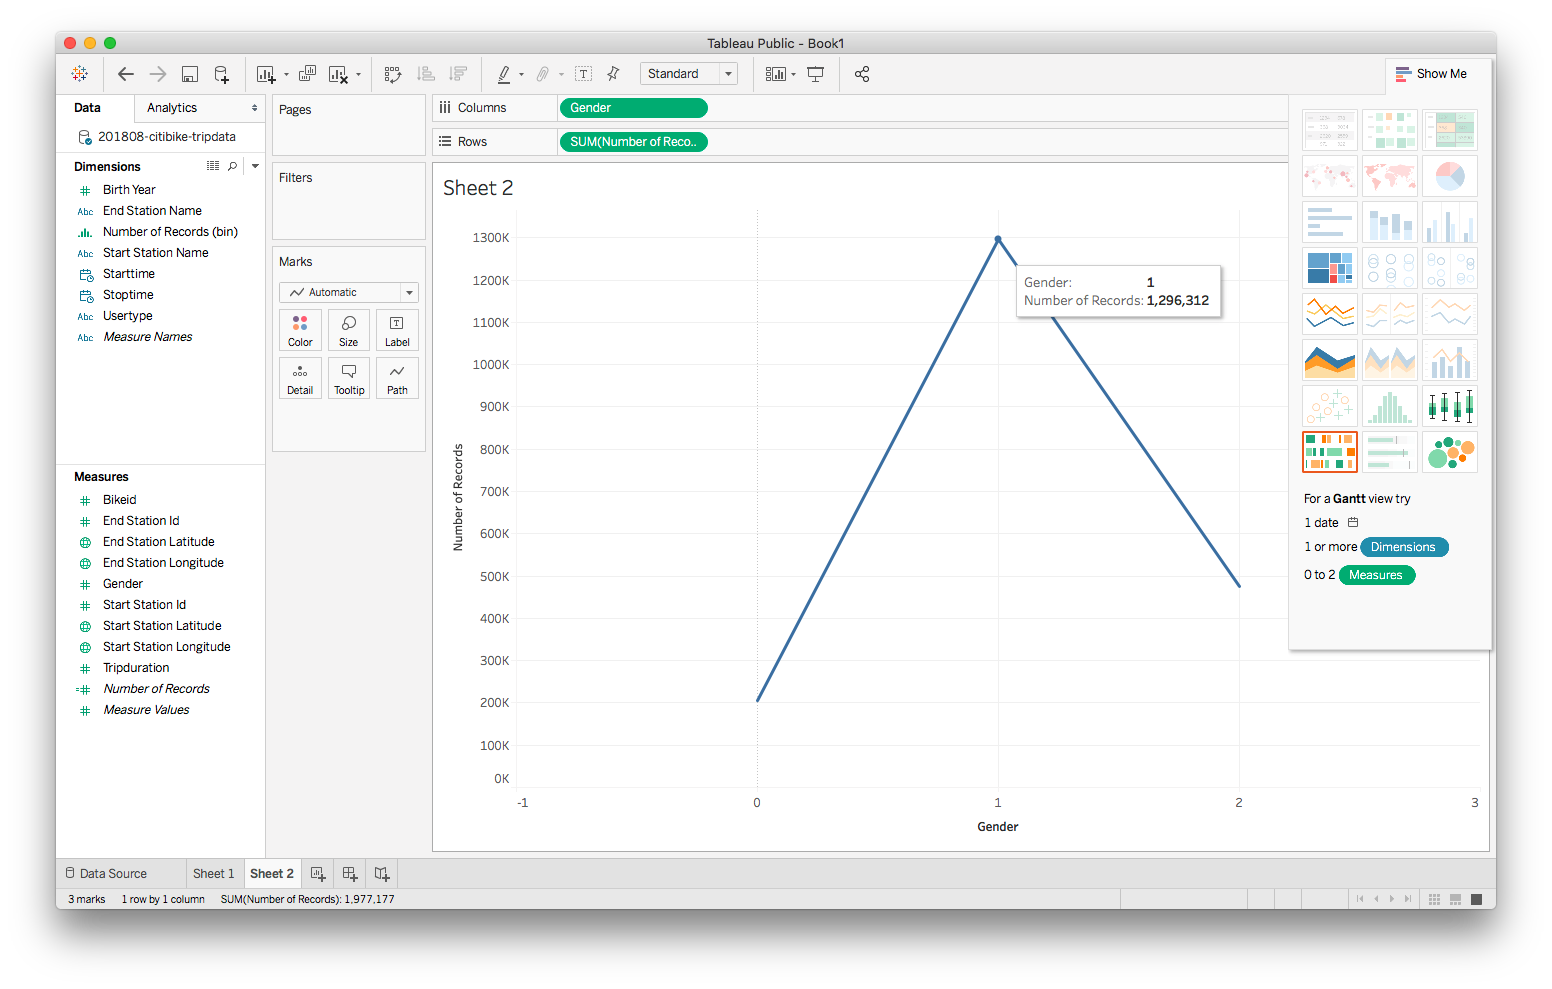 Tableau Public - Book1
Standard
Show Me
Data
Analytics
201808-citibike-tripdata
Dimensions
Birth Year
Abc End Station Name
Number of Records (bin)
Abc Start Station Name
Starttime
Stoptime
Abc Usertype
Abc Measure Names
Measures
Bikeid
End Station Id
End Station Latitude
End Station Longitude
Gender
Start Station Id
Start Station Latitude
Start Station Longitude
Tripduration
Number of Records
Measure Values
Pages
Filters
Marks
Automatic
Color Size Label
Detail Tooltip Path
Columns Gender
Rows SUM(Number of Reco..
Sheet 2
Number of Records
1300K
1200K
1100K
1000K
900K
800K
700K
600K
500K
400K
300K
200K
100K
0K
-1 0 1 2 3
Gender
Gender: 1
Number of Records: 1,296,312
For a Gantt view try
1 date
1 or more Dimensions
0 to 2 Measures
Data Source Sheet 1 Sheet 2
3 marks 1 row by 1 column SUM(Number of Records): 1,977,177